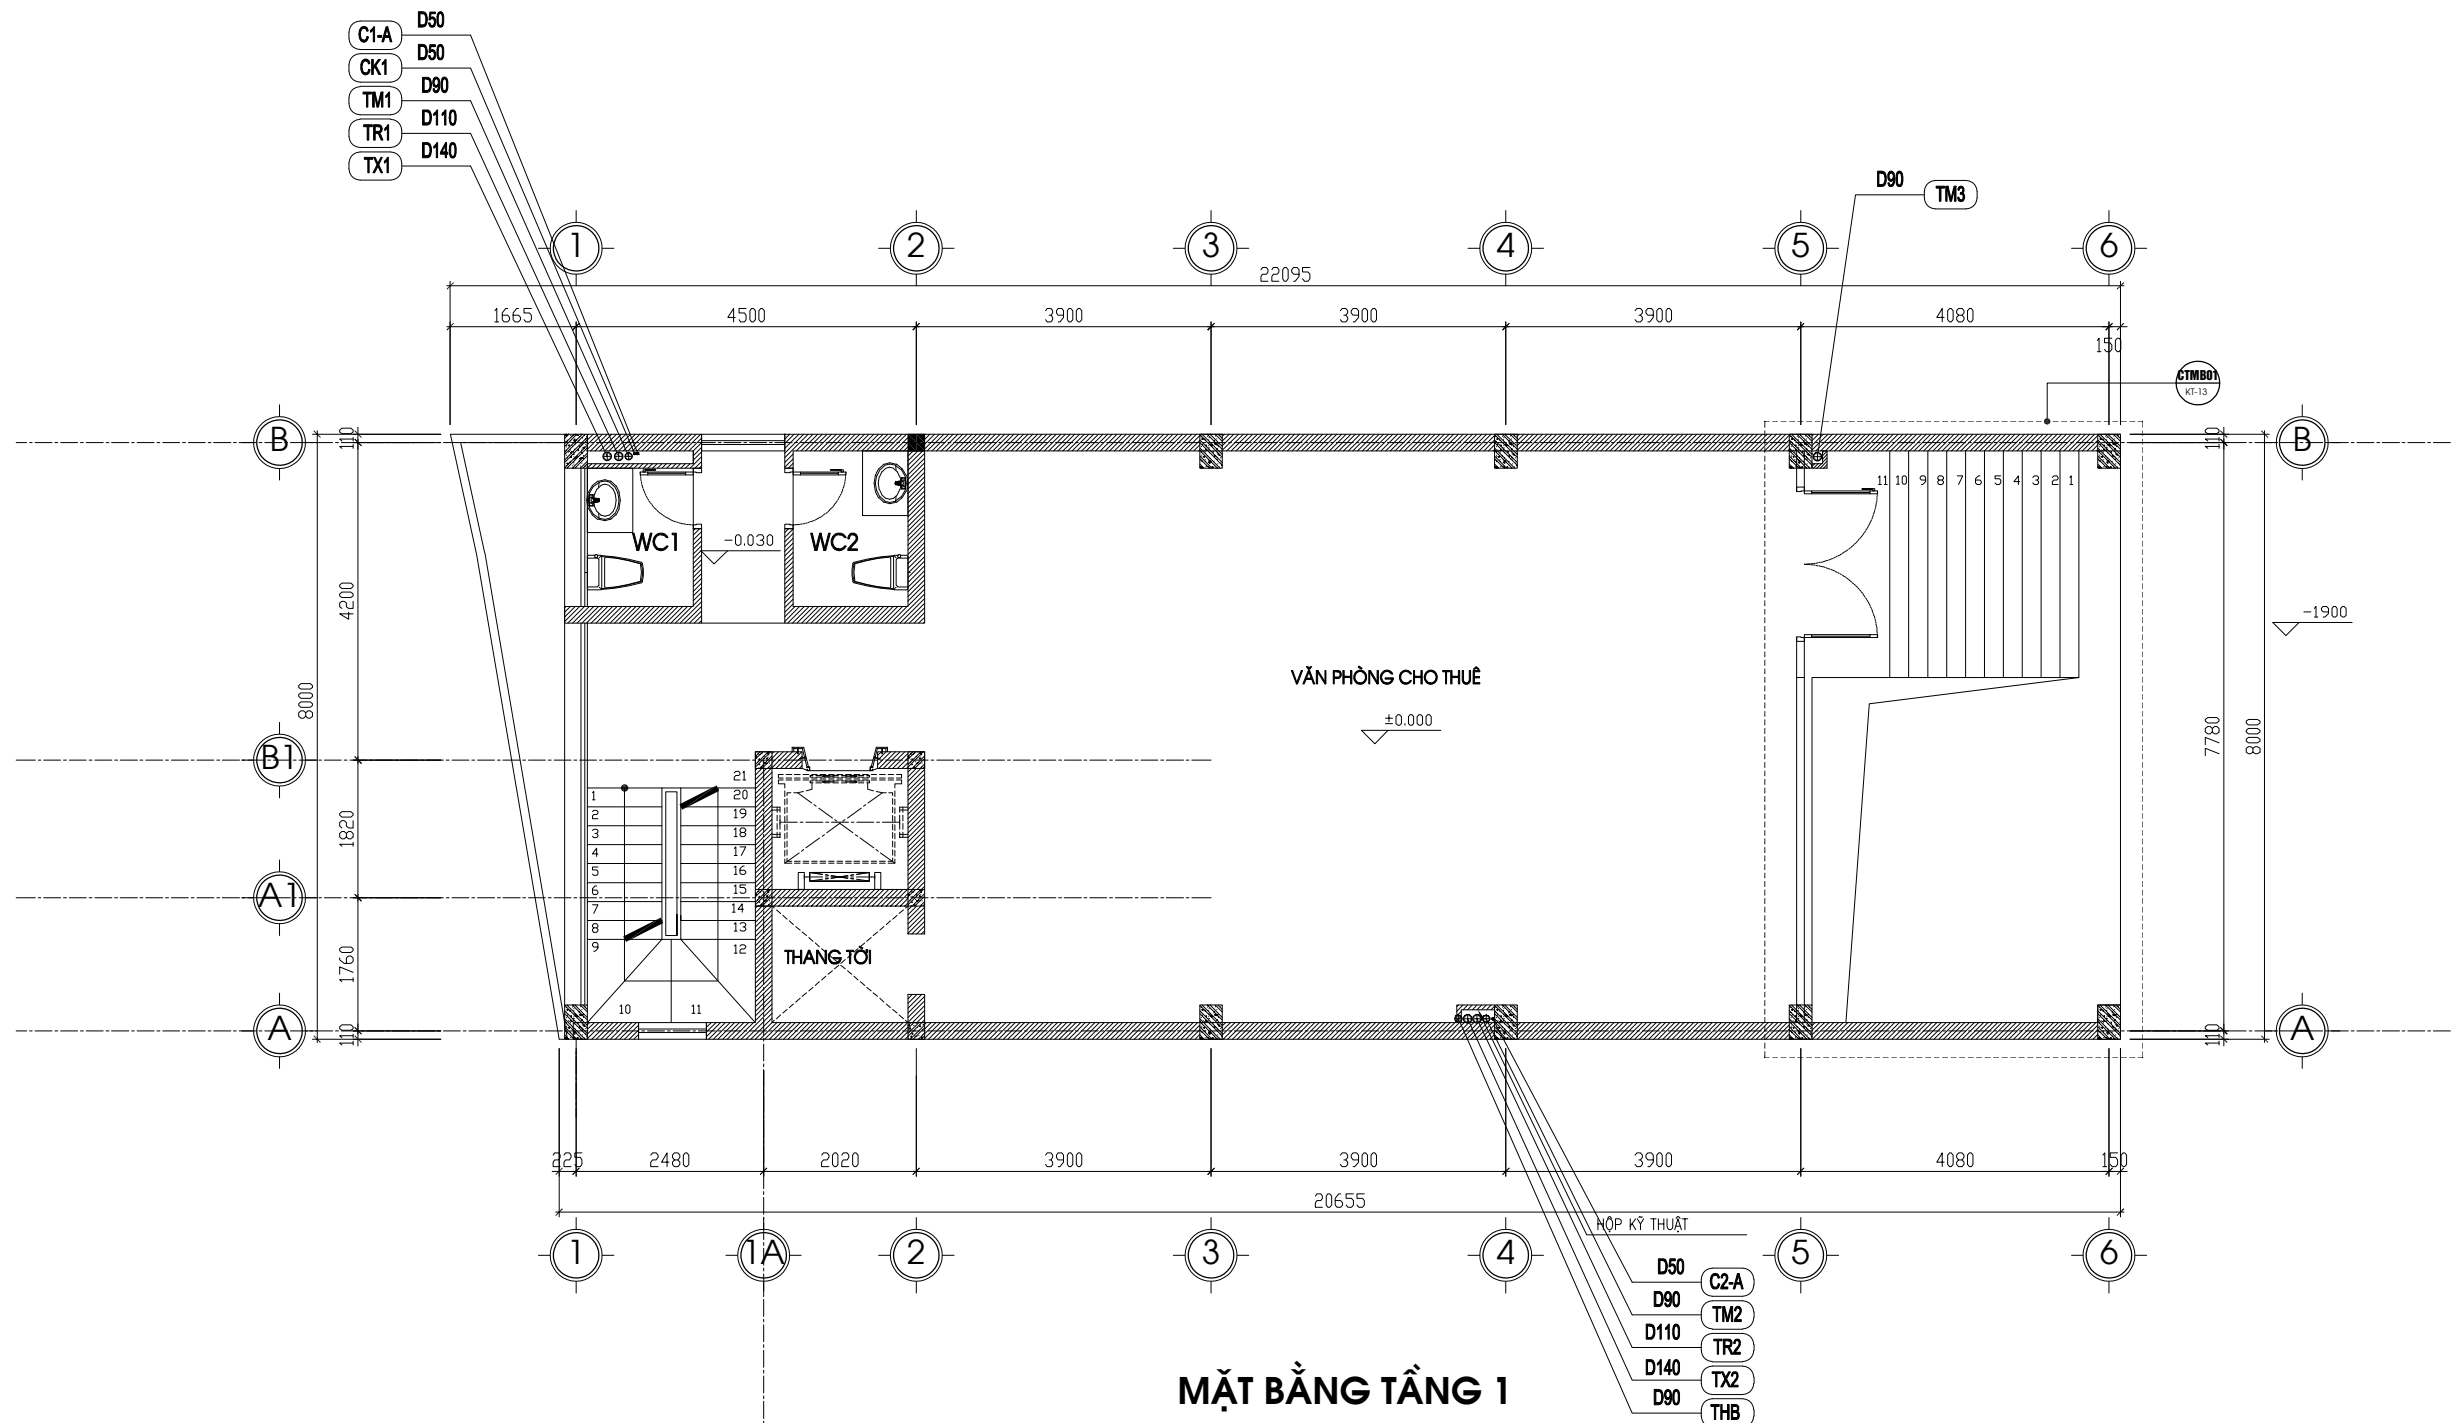 D50
C1-A
D50
CK1
D90
TM1
D110
TR1
D140
TX1
D90
TM3
1
2
3
4
5
6
22095
1665
4500
3900
3900
3900
4080
150
CTMB01
KT-13
B
110
110
B
11 10 9 8 7 6 5 4 3 2 1
WC1
-0.030
WC2
4200
-1900
8000
VĂN PHÒNG CHO THUÊ
±0.000
7780
8000
B1
21
1
20
2
19
3
18
1820
4
17
5
16
6
15
A1
7
14
8
13
9
12
THANG TỜI
1760
10
11
A
110
110
A
225
2480
2020
3900
3900
3900
4080
150
20655
HỘP KỸ THUẬT
1
1A
2
3
4
5
6
D50
C2-A
D90
TM2
D110
TR2
D140
TX2
D90
THB
MẶT BẰNG TẦNG 1